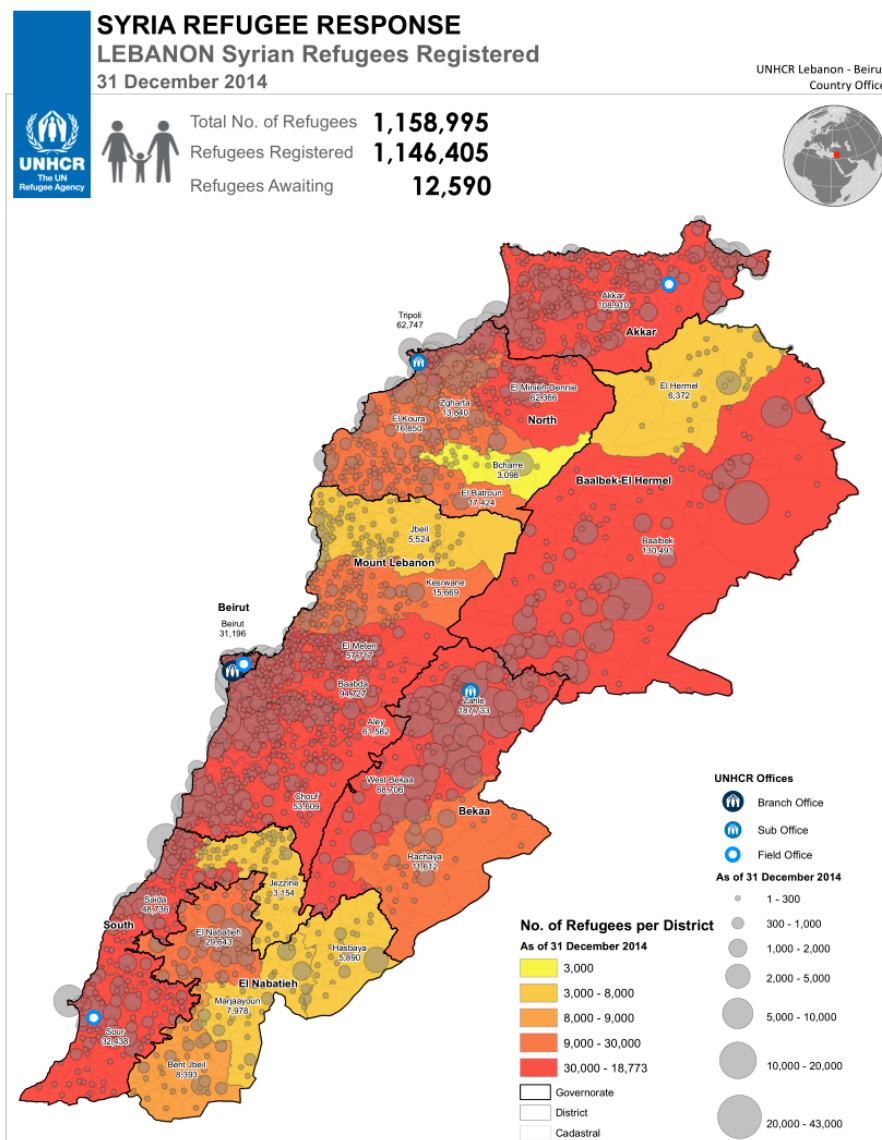 SYRIA REFUGEE RESPONSE
LEBANON Syrian Refugees Registered
31 December 2014
UNHCR Lebanon - Beiru
Country Office
UNHCR
The UN
Refugee Agency
Total No. of Refugees 1,158,995
Refugees Registered 1,146,405
Refugees Awaiting 12,590
Akkar
108,910
Akkar
Tripoli
62,747
El Hermel
6,372
El Minieh-Dennie
62,366
Zgharta
13,840
El Koura
16,850
North
Bcharre
3,098
Baalbek-El Hermel
El Batroun
17,424
Jbeil
5,524
Baalbek
130,491
Mount Lebanon
Kesrwane
15,669
Beirut
Beirut
31,196
El Meten
57,717
Baabda
94,727
Zahle
187,733
Aley
61,582
West Bekaa
68,706
Chouf
53,609
Bekaa
Rachaya
11,612
Jezzine
3,154
Saida
48,736
South
El Nabatieh
29,643
Hasbaya
5,890
El Nabatieh
Marjaayoun
7,978
Sour
32,438
Bent Jbeil
8,393
UNHCR Offices
Branch Office
Sub Office
Field Office
As of 31 December 2014
1 - 300
300 - 1,000
1,000 - 2,000
2,000 - 5,000
5,000 - 10,000
10,000 - 20,000
20,000 - 43,000
No. of Refugees per District
As of 31 December 2014
3,000
3,000 - 8,000
8,000 - 9,000
9,000 - 30,000
30,000 - 18,773
Governorate
District
Cadastral